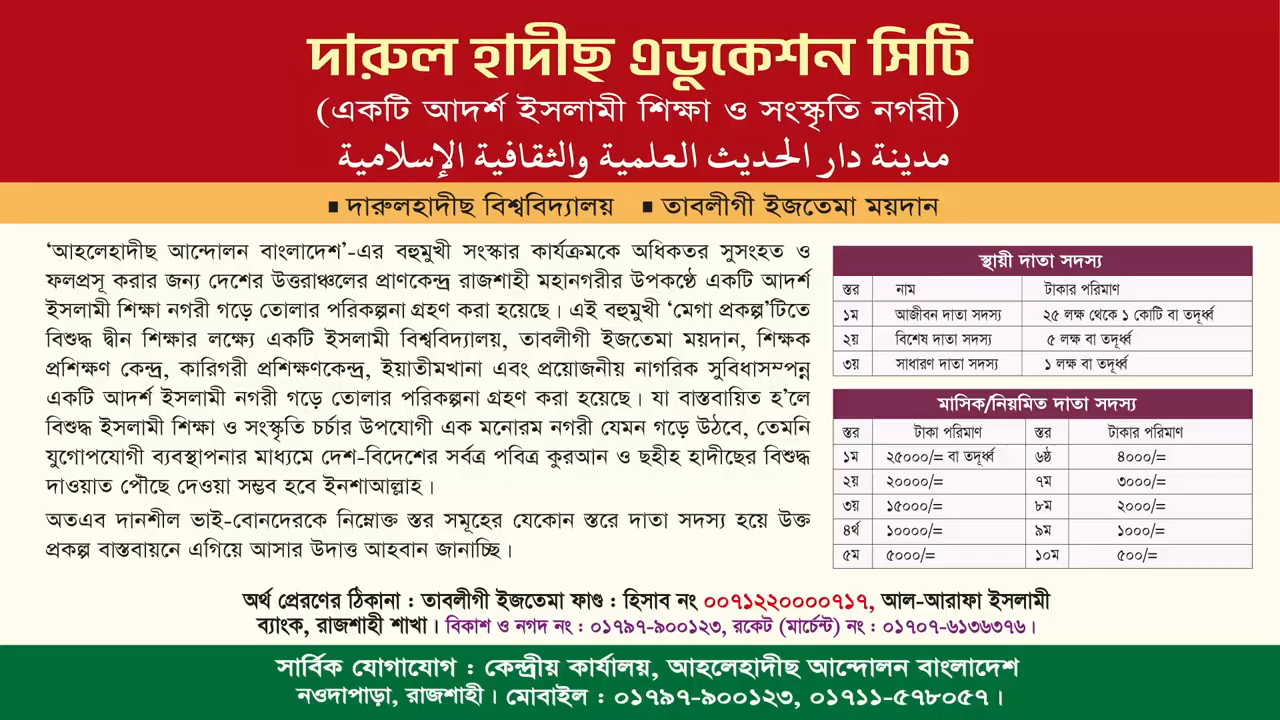 দারুল হাদীছ এডুকেশন সিটি
(একটি আদর্শ ইসলামী শিক্ষা ও সংস্কৃতি নগরী)
مدينة دار الحديث العلمية والثقافية الإسلامية
▪ দারুলহাদীছ বিশ্ববিদ্যালয় ▪ তাবলীগী ইজতেমা ময়দান
‘আহলেহাদীছ আন্দোলন বাংলাদেশ’-এর বহুমুখী সংস্কার কার্যক্রমকে অধিকতর সুসংহত ও
ফলপ্রসূ করার জন্য দেশের উত্তরাঞ্চলের প্রাণকেন্দ্র রাজশাহী মহানগরীর উপকণ্ঠে একটি আদর্শ
ইসলামী শিক্ষা নগরী গড়ে তোলার পরিকল্পনা গ্রহণ করা হয়েছে। এই বহুমুখী ‘মেগা প্রকল্প’টিতে
বিশুদ্ধ দ্বীন শিক্ষার লক্ষ্যে একটি ইসলামী বিশ্ববিদ্যালয়, তাবলীগী ইজতেমা ময়দান, শিক্ষক
প্রশিক্ষণ কেন্দ্র, কারিগরী প্রশিক্ষণকেন্দ্র, ইয়াতীমখানা এবং প্রয়োজনীয় নাগরিক সুবিধাসম্পন্ন
একটি আদর্শ ইসলামী নগরী গড়ে তোলার পরিকল্পনা গ্রহণ করা হয়েছে। যা বাস্তবায়িত হ’লে
বিশুদ্ধ ইসলামী শিক্ষা ও সংস্কৃতি চর্চার উপযোগী এক মনোরম নগরী যেমন গড়ে উঠবে, তেমনি
যুগোপযোগী ব্যবস্থাপনার মাধ্যমে দেশ-বিদেশের সর্বত্র পবিত্র কুরআন ও ছহীহ হাদীছের বিশুদ্ধ
দাওয়াত পৌঁছে দেওয়া সম্ভব হবে ইনশাআল্লাহ।
অতএব দানশীল ভাই-বোনদেরকে নিম্নোক্ত স্তর সমূহের যেকোন স্তরে দাতা সদস্য হয়ে উক্ত
প্রকল্প বাস্তবায়নে এগিয়ে আসার উদাত্ত আহবান জানাচ্ছি।
স্থায়ী দাতা সদস্য
স্তর নাম টাকার পরিমাণ
১ম আজীবন দাতা সদস্য ২৫ লক্ষ থেকে ১ কোটি বা তদূর্ধ্ব
২য় বিশেষ দাতা সদস্য ৫ লক্ষ বা তদূর্ধ্ব
৩য় সাধারণ দাতা সদস্য ১ লক্ষ বা তদূর্ধ্ব
মাসিক/নিয়মিত দাতা সদস্য
স্তর টাকা পরিমাণ স্তর টাকার পরিমাণ
১ম ২৫০০০/= বা তদূর্ধ্ব ৬ষ্ঠ ৪০০০/=
২য় ২০০০০/= ৭ম ৩০০০/=
৩য় ১৫০০০/= ৮ম ২০০০/=
৪র্থ ১০০০০/= ৯ম ১০০০/=
৫ম ৫০০০/= ১০ম ৫০০/=
অর্থ প্রেরণের ঠিকানা : তাবলীগী ইজতেমা ফাণ্ড : হিসাব নং ০০৭১২২০০০০৭১৭, আল-আরাফা ইসলামী
ব্যাংক, রাজশাহী শাখা। বিকাশ ও নগদ নং : ০১৭৯৭-৯০০১২৩, রকেট (মার্চেন্ট) নং : ০১৭০৭-৬১৩৬৩৭৬।
সার্বিক যোগাযোগ : কেন্দ্রীয় কার্যালয়, আহলেহাদীছ আন্দোলন বাংলাদেশ
নওদাপাড়া, রাজশাহী। মোবাইল : ০১৭৯৭-৯০০১২৩, ০১৭১১-৫৭৮০৫৭।